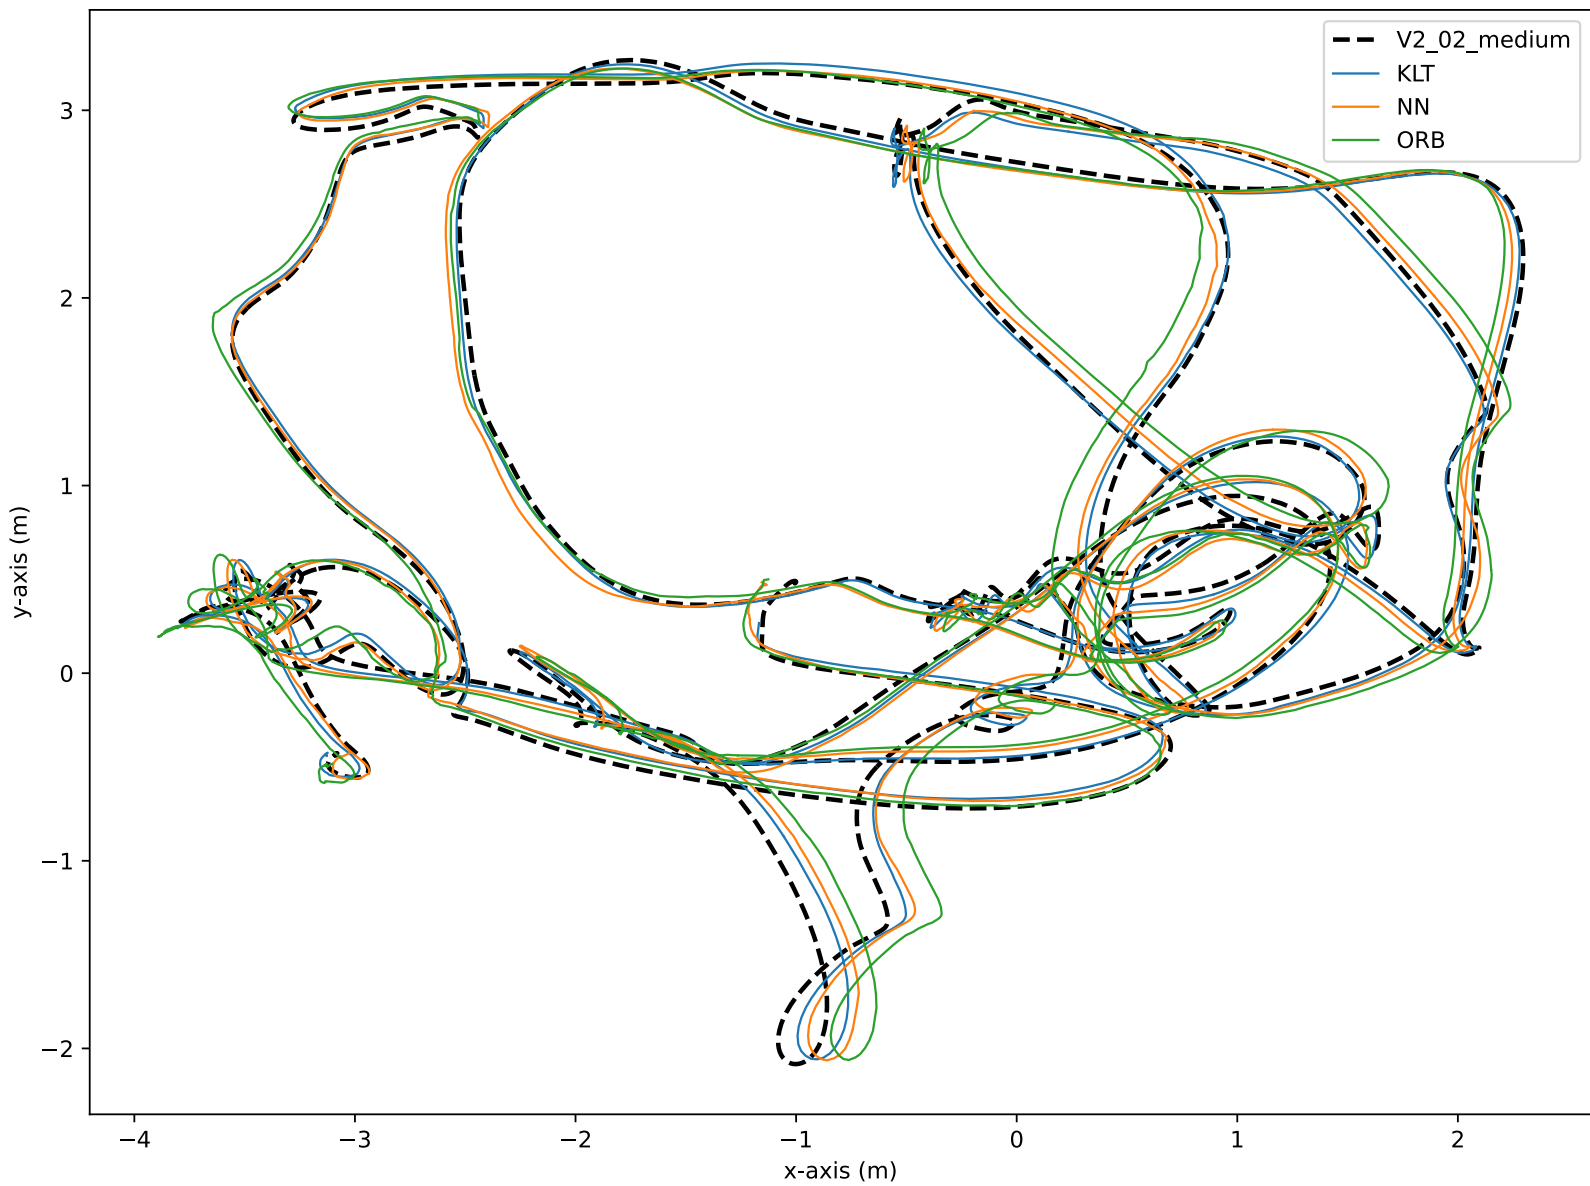 V2_02_medium
KLT
NN
ORB
3
2
1
0
−1
−2
y-axis (m)
−4 −3 −2 −1 0 1 2
x-axis (m)